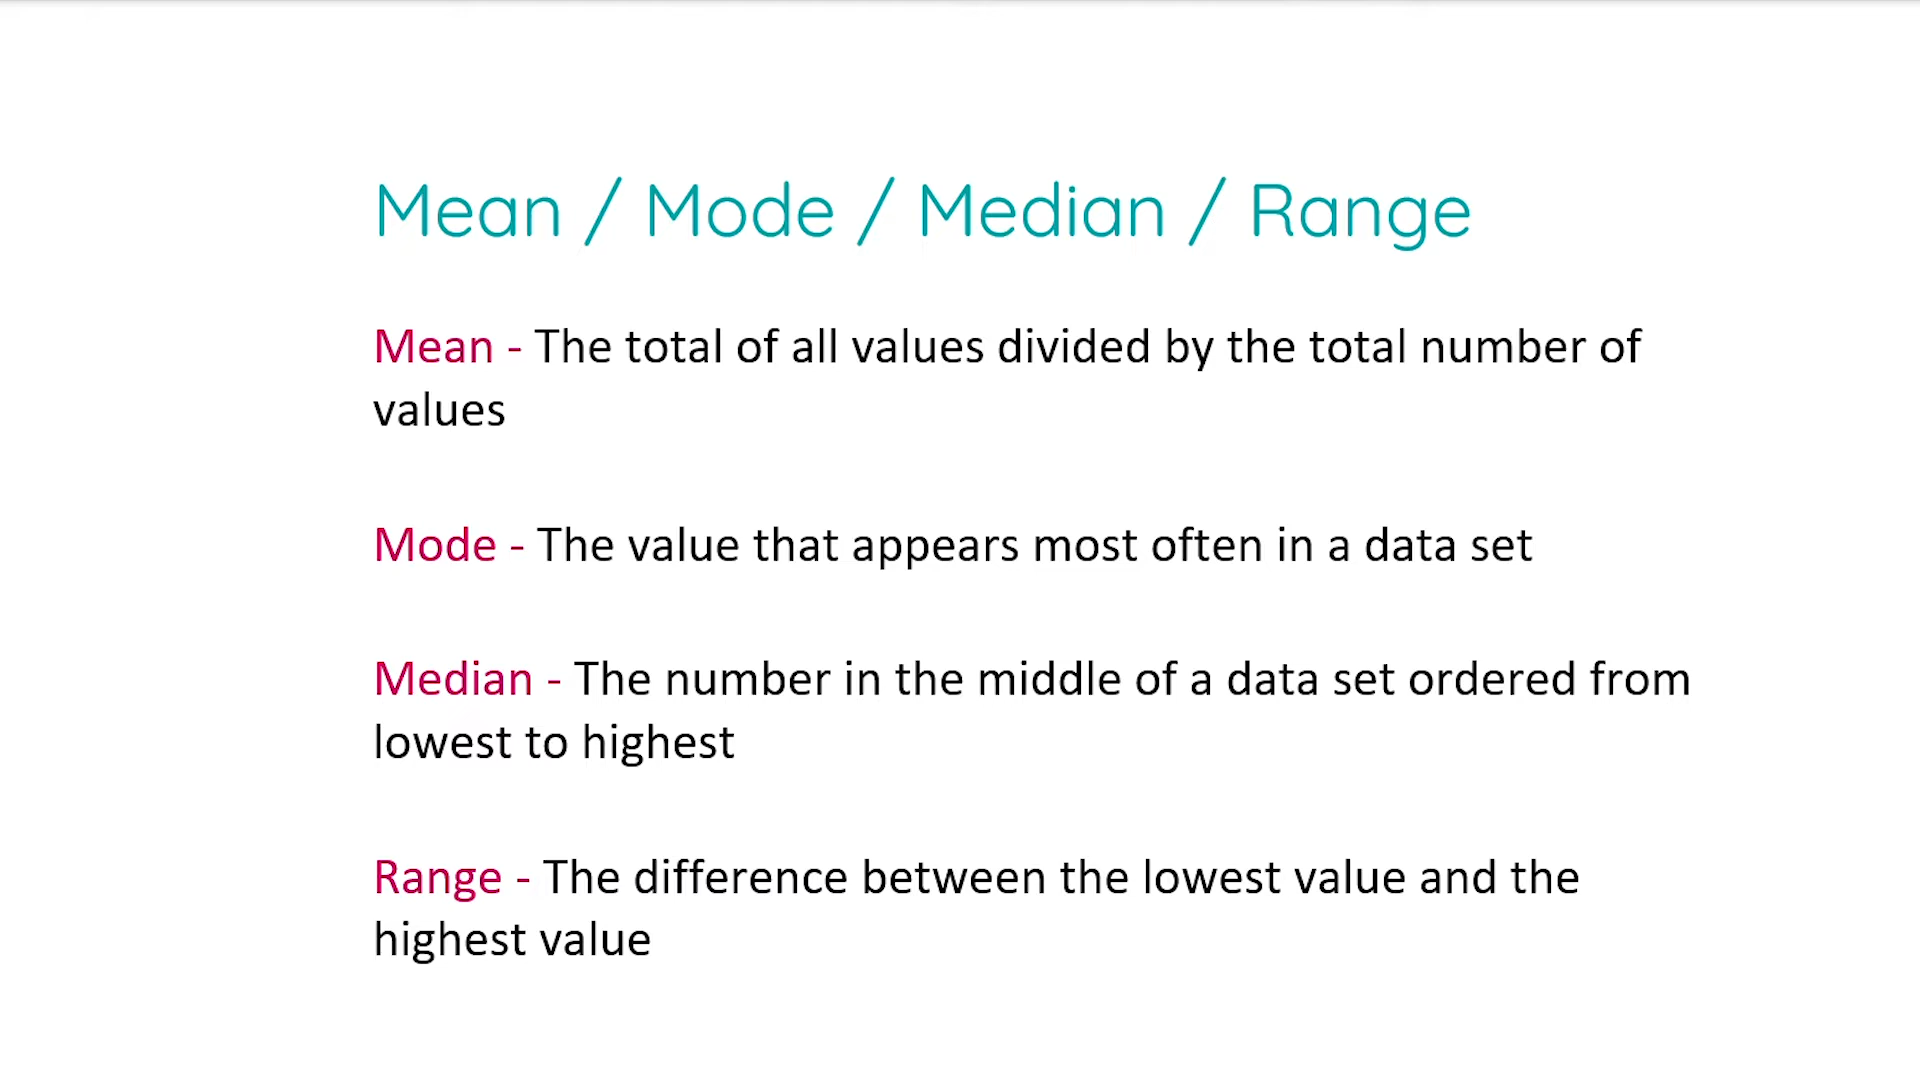 Mean / Mode / Median / Range
Mean - The total of all values divided by the total number of
values
Mode - The value that appears most often in a data set
Median - The number in the middle of a data set ordered from
lowest to highest
Range - The difference between the lowest value and the
highest value